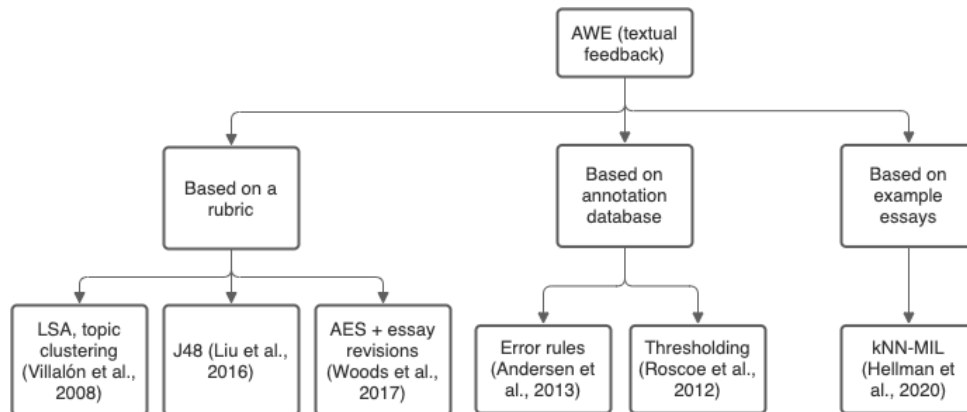 AWE (textual
feedback)
Based on a
rubric
Based on
annotation
database
Based on
example
essays
LSA, topic
clustering
(Villalón et al.,
2008)
J48 (Liu et al.,
2016)
AES + essay
revisions
(Woods et al.,
2017)
Error rules
(Andersen et
al., 2013)
Thresholding
(Roscoe et al.,
2012)
kNN-MIL
(Hellman et
al., 2020)